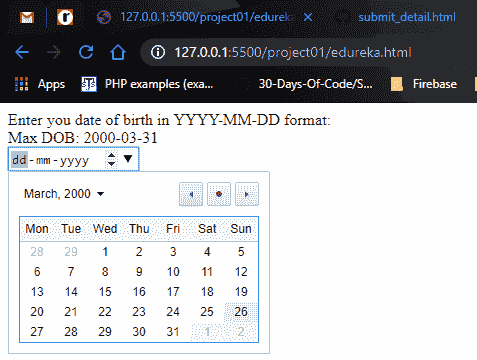 127.0.0.1:5500/project01/edureka
submit_detail.html
127.0.0.1:5500/project01/edureka.html
Apps PHP examples (exa... 30-Days-Of-Code/S... Firebase
Enter you date of birth in YYYY-MM-DD format:
Max DOB: 2000-03-31
dd-mm-yyyy
March, 2000
Mon Tue Wed Thu Fri Sat Sun
28 29 1 2 3 4 5
6 7 8 9 10 11 12
13 14 15 16 17 18 19
20 21 22 23 24 25 26
27 28 29 30 31 1 2